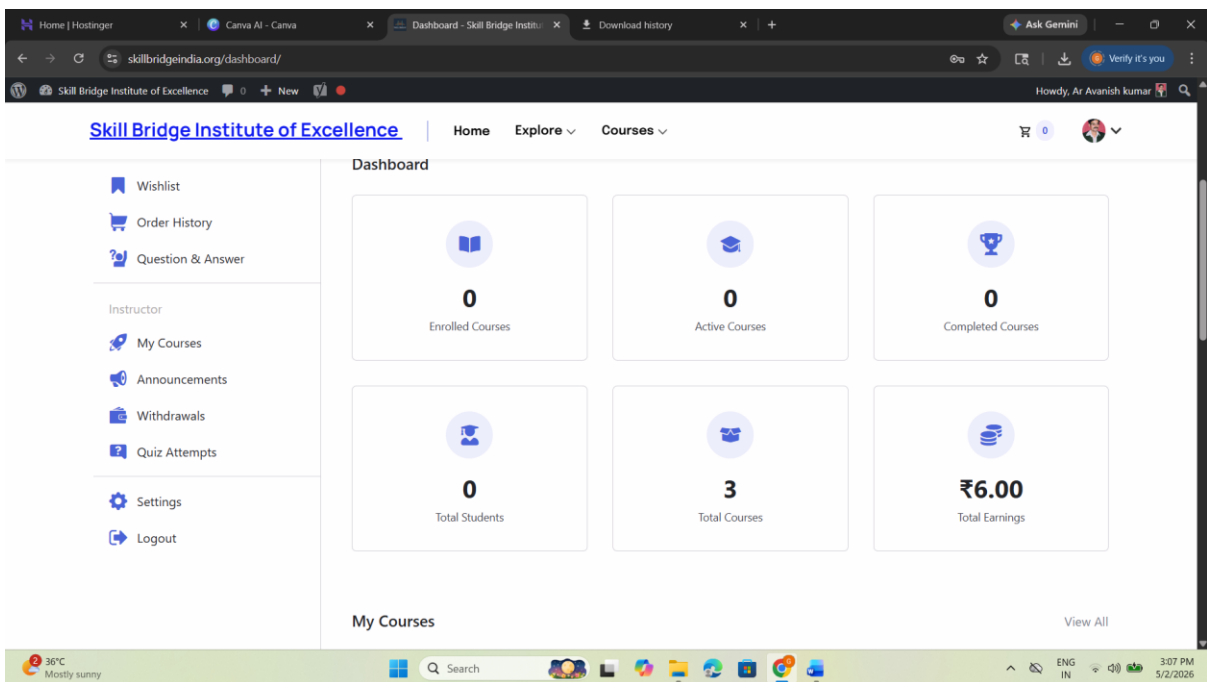 Home | Hostinger
Canva AI - Canva
Dashboard - Skill Bridge Institu
Download history
Ask Gemini
skillbridgeindia.org/dashboard/
Verify it's you
Skill Bridge Institute of Excellence 0 + New
Howdy, Ar Avanish kumar
Skill Bridge Institute of Excellence
Home Explore Courses
0
Wishlist
Order History
Question & Answer
Instructor
My Courses
Announcements
Withdrawals
Quiz Attempts
Settings
Logout
Dashboard
0
Enrolled Courses
0
Active Courses
0
Completed Courses
0
Total Students
3
Total Courses
₹6.00
Total Earnings
My Courses
View All
2
36°C
Mostly sunny
Search
ENG
IN
3:07 PM
5/2/2026